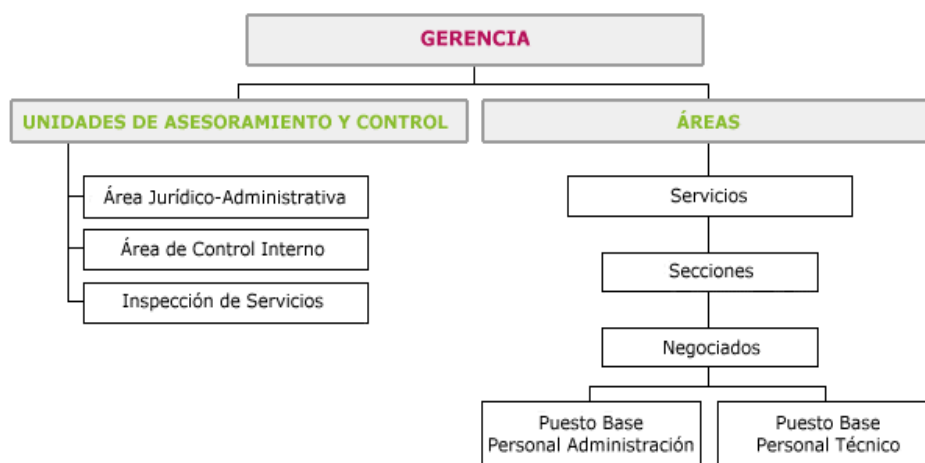 GERENCIA
UNIDADES DE ASESORAMIENTO Y CONTROL
Área Jurídico-Administrativa
Área de Control Interno
Inspección de Servicios
ÁREAS
Servicios
Secciones
Negociados
Puesto Base
Personal Administración
Puesto Base
Personal Técnico